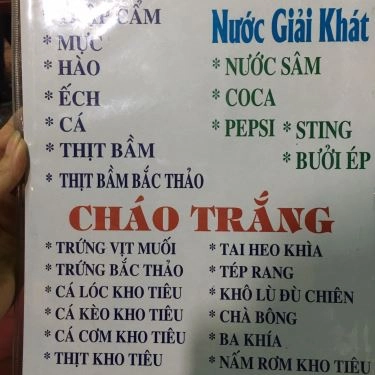 CẨM
* MỰC
* HÀO
* ẾCH
* CÁ
* THỊT BẦM
* THỊT BẦM BẮC THẢO
Nước Giải Khát
* NƯỚC SÂM
* COCA
* PEPSI * STING
* BƯỞI ÉP
CHÁO TRẮNG
* TRỨNG VỊT MUỐI
* TRỨNG BẮC THẢO
* CÁ LÓC KHO TIÊU
* CÁ KÈO KHO TIÊU
* CÁ CƠM KHO TIÊU
* THỊT KHO TIÊU
* TAI HEO KHÌA
* TÉP RANG
* KHÔ LÙ ĐÙ CHIÊN
* CHÀ BÔNG
* BA KHÍA
* NẤM RƠM KHO TIÊU